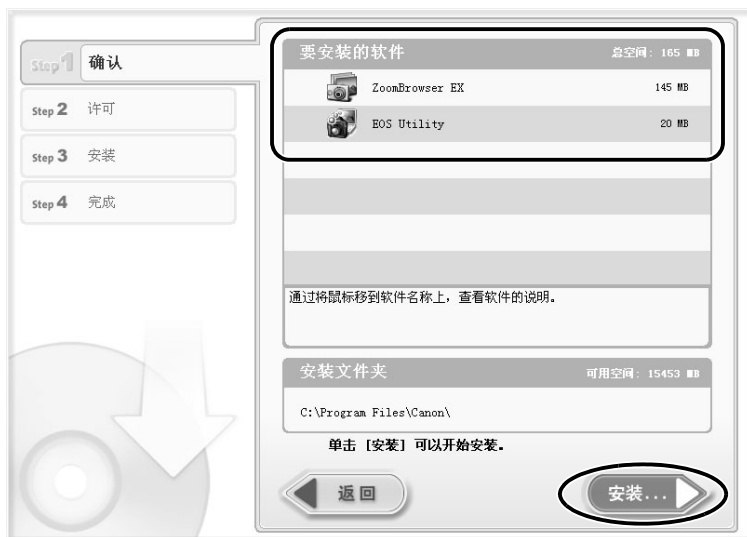 Step 1 确认
Step 2 许可
Step 3 安装
Step 4 完成
要安装的软件 总空间: 165 MB
ZoomBrowser EX 145 MB
EOS Utility 20 MB
通过将鼠标移到软件名称上，查看软件的说明。
安装文件夹 可用空间: 15453 MB
C:\Program Files\Canon\
单击 [安装] 可以开始安装。
返回
安装...